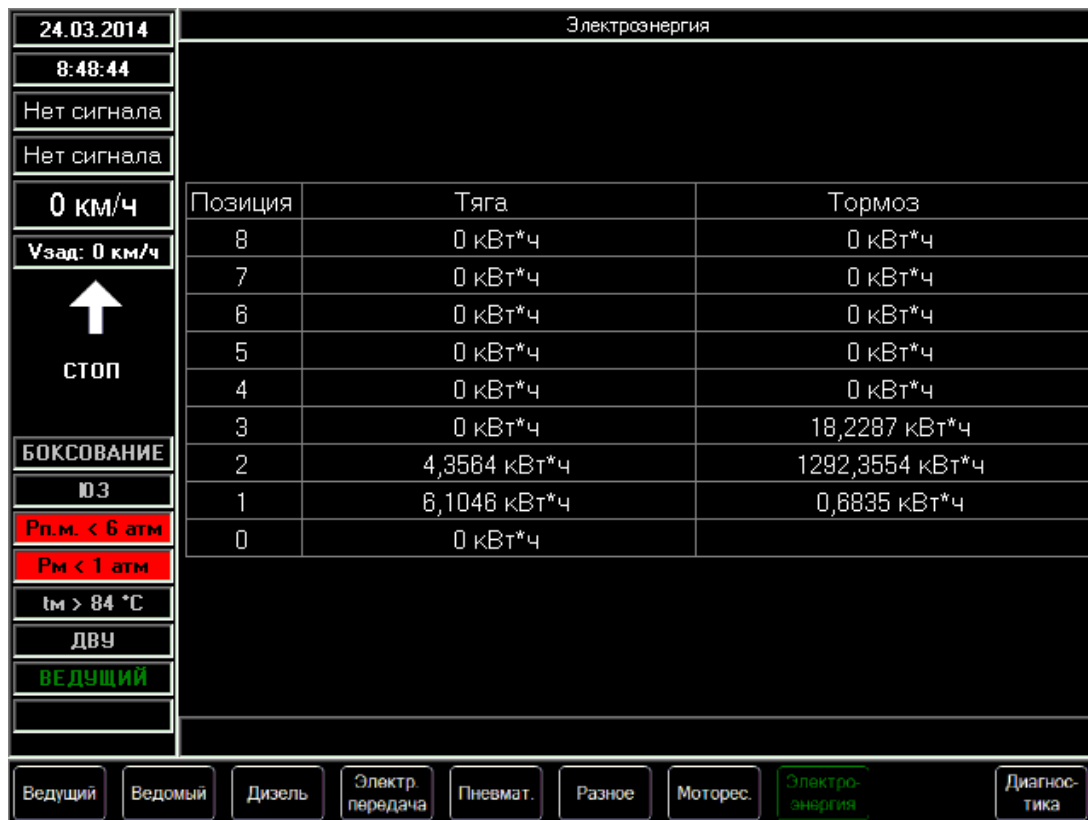 24.03.2014
8:48:44
Нет сигнала
Нет сигнала
0 км/ч
Vзад: 0 км/ч
СТОП
БОКСОВАНИЕ
ЮЗ
Рп.м. < 6 атм
Рм < 1 атм
tм > 84 °C
ДВУ
ВЕДУЩИЙ
Электроэнергия
Позиция Тяга Тормоз
8 0 кВт*ч 0 кВт*ч
7 0 кВт*ч 0 кВт*ч
6 0 кВт*ч 0 кВт*ч
5 0 кВт*ч 0 кВт*ч
4 0 кВт*ч 0 кВт*ч
3 0 кВт*ч 18,2287 кВт*ч
2 4,3564 кВт*ч 1292,3554 кВт*ч
1 6,1046 кВт*ч 0,6835 кВт*ч
0 0 кВт*ч
Ведущий
Ведомый
Дизель
Электр.
передача
Пневмат.
Разное
Моторес.
Электро-
энергия
Диагнос-
тика